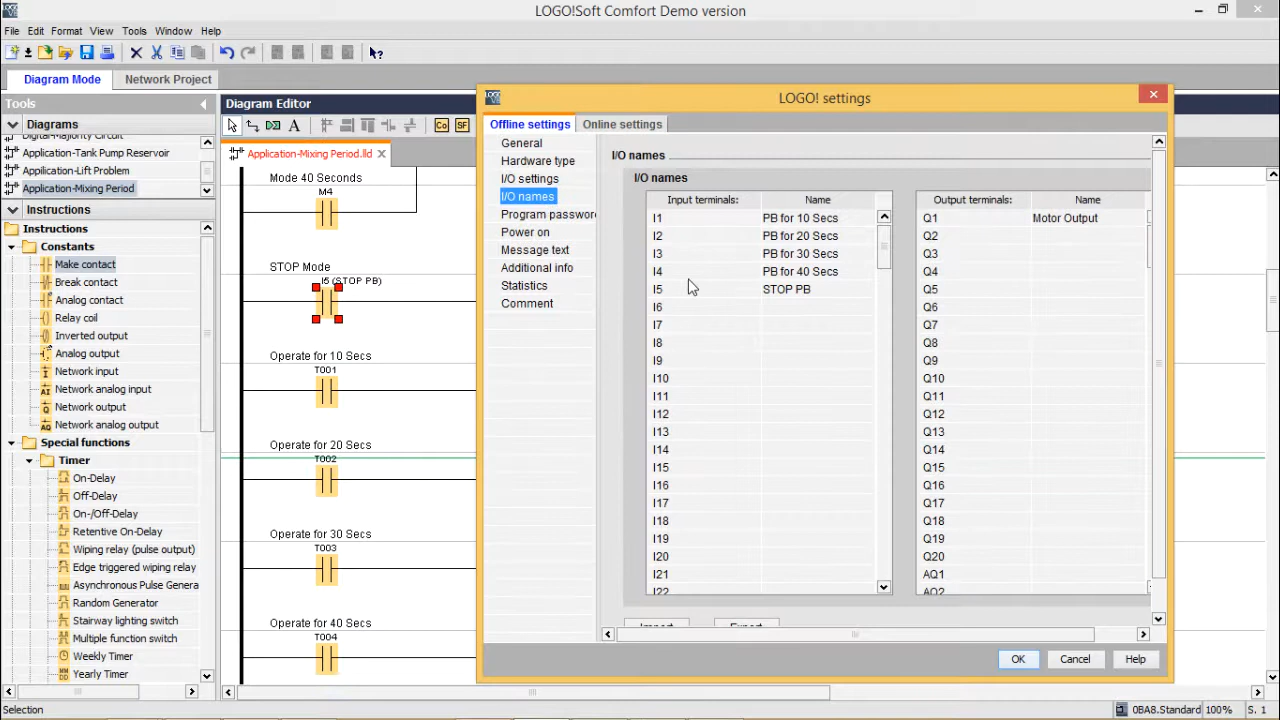 LOGO!Soft Comfort Demo version
File Edit Format View Tools Window Help
Diagram Mode Network Project
Tools
Diagrams
Digital-Majority Circuit
Application-Tank Pump Reservoir
Application-Lift Problem
Application-Mixing Period
Instructions
Instructions
Constants
Make contact
Break contact
Analog contact
Relay coil
Inverted output
Analog output
Network input
Network analog input
Network output
Network analog output
Special functions
Timer
On-Delay
Off-Delay
On-/Off-Delay
Retentive On-Delay
Wiping relay (pulse output)
Edge triggered wiping relay
Asynchronous Pulse Genera
Random Generator
Stairway lighting switch
Multiple function switch
Weekly Timer
Yearly Timer
Diagram Editor
A Co SF
Application-Mixing Period.lld
Mode 40 Seconds
M4
STOP Mode
I5 (STOP PB)
Operate for 10 Secs
T001
Operate for 20 Secs
T002
Operate for 30 Secs
T003
Operate for 40 Secs
T004
LOGO! settings
Offline settings Online settings
General
Hardware type
I/O settings
I/O names
Program passwor
Power on
Message text
Additional info
Statistics
Comment
I/O names
I/O names
Input terminals: Name
I1 PB for 10 Secs
I2 PB for 20 Secs
I3 PB for 30 Secs
I4 PB for 40 Secs
I5 STOP PB
I6
I7
I8
I9
I10
I11
I12
I13
I14
I15
I16
I17
I18
I19
I20
I21
I22
Output terminals: Name
Q1 Motor Output
Q2
Q3
Q4
Q5
Q6
Q7
Q8
Q9
Q10
Q11
Q12
Q13
Q14
Q15
Q16
Q17
Q18
Q19
Q20
AQ1
AQ2
Import... Export...
OK Cancel Help
Selection
0BA8.Standard 100% S. 1